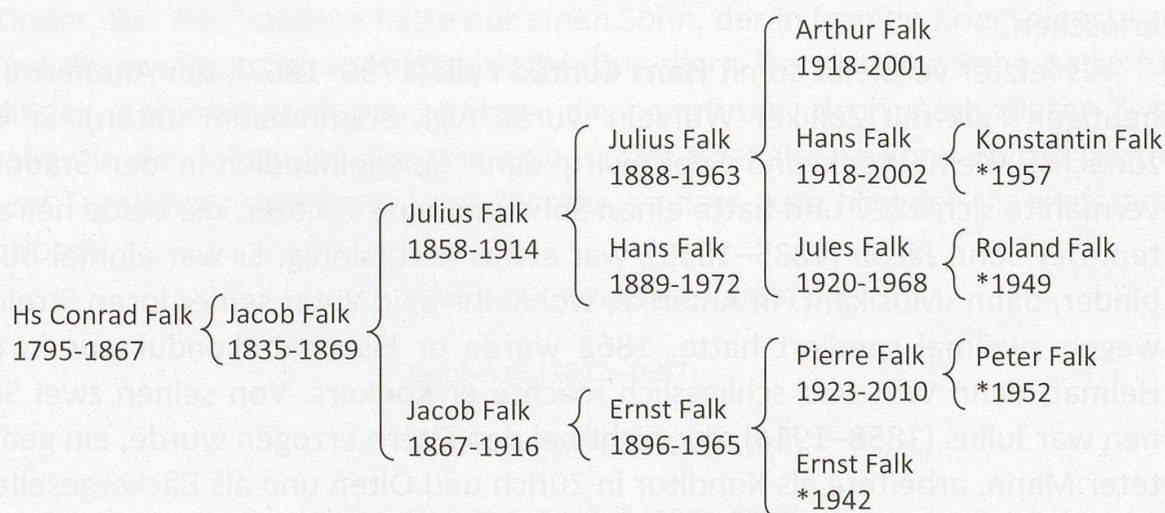 Arthur Falk
1918-2001
Julius Falk
1888-1963
Hans Falk
1918-2002
Konstantin Falk
*1957
Julius Falk
1858-1914
Hans Falk
1889-1972
Jules Falk
1920-1968
Roland Falk
*1949
Hs Conrad Falk
1795-1867
Jacob Falk
1835-1869
Pierre Falk
1923-2010
Peter Falk
*1952
Jacob Falk
1867-1916
Ernst Falk
1896-1965
Ernst Falk
*1942